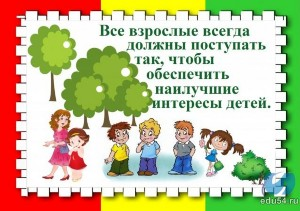 Все взрослые всегда
должны поступать
так, чтобы
обеспечить
наилучшие
интересы детей.
edu54.ru